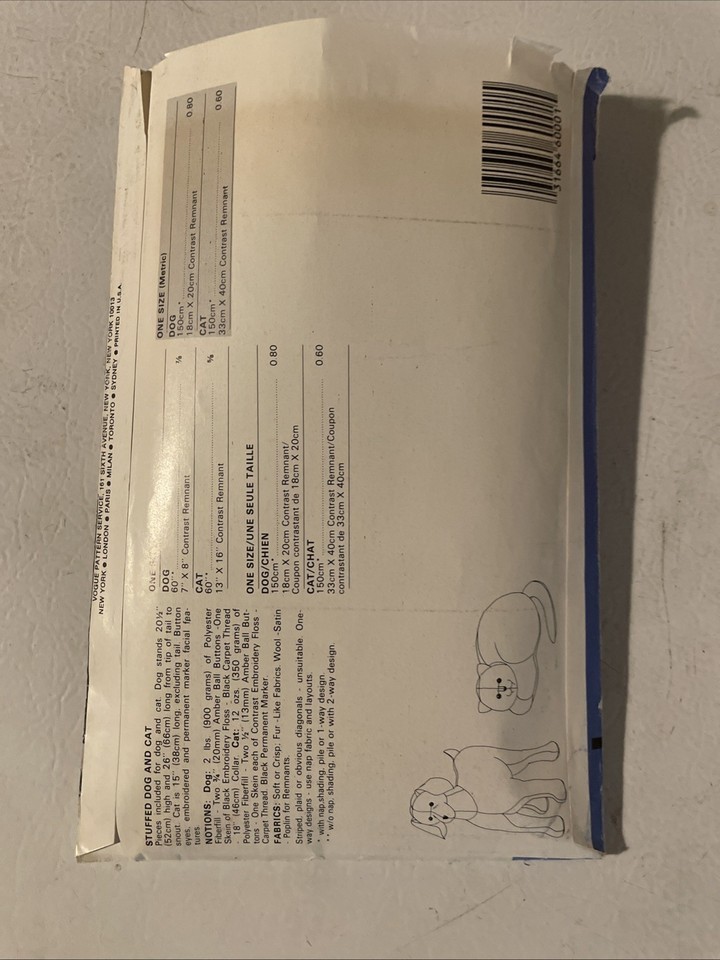 VOGUE PATTERN SERVICE, 161 SIXTH AVENUE, NEW YORK, NEW YORK 10013
NEW YORK ● LONDON ● PARIS ● MILAN ● TORONTO ● SYDNEY ● PRINTED IN U.S.A.
STUFFED DOG AND CAT
Pieces included for dog and cat. Dog stands 20½"
(52cm) high and 26" (66cm) long from tip of tail to
snout. Cat is 15" (38cm) long, excluding tail. Button
eyes, embroidered and permanent marker facial fea-
tures.
NOTIONS: Dog: 2 lbs. (900 grams) of Polyester
Fiberfill - Two ¾" (20mm) Amber Ball Buttons -One
Skein of Black Embroidery Floss - Black Carpet Thread
- 18" (46cm) Collar. Cat: 12 ozs. (350 grams) of
Polyester Fiberfill - Two ½" (13mm) Amber Ball But-
tons - One Skein each of Contrast Embroidery Floss -
Carpet Thread. Black Permanent Marker.
FABRICS: Soft or Crisp; Fur -Like Fabrics. Wool -Satin
- Poplin for Remnants.
Striped, plaid or obvious diagonals - unsuitable. One-
way designs - use nap fabric and layouts.
* with nap,shading, pile or 1-way design.
** w/o nap, shading, pile or with 2-way design.
ONE
DOG
60"* ⅞
7" X 8" Contrast Remnant
CAT
60"* ⅝
13" X 16" Contrast Remnant
ONE SIZE/UNE SEULE TAILLE
DOG/CHIEN
150cm* 0.80
18cm X 20cm Contrast Remnant/
Coupon contrastant de 18cm X 20cm
CAT/CHAT
150cm* 0.60
33cm X 40cm Contrast Remnant/Coupon
contrastant de 33cm X 40cm
ONE SIZE (Metric)
DOG
150cm* 0.80
18cm X 20cm Contrast Remnant
CAT
150cm* 0.60
33cm X 40cm Contrast Remnant
31664 60001